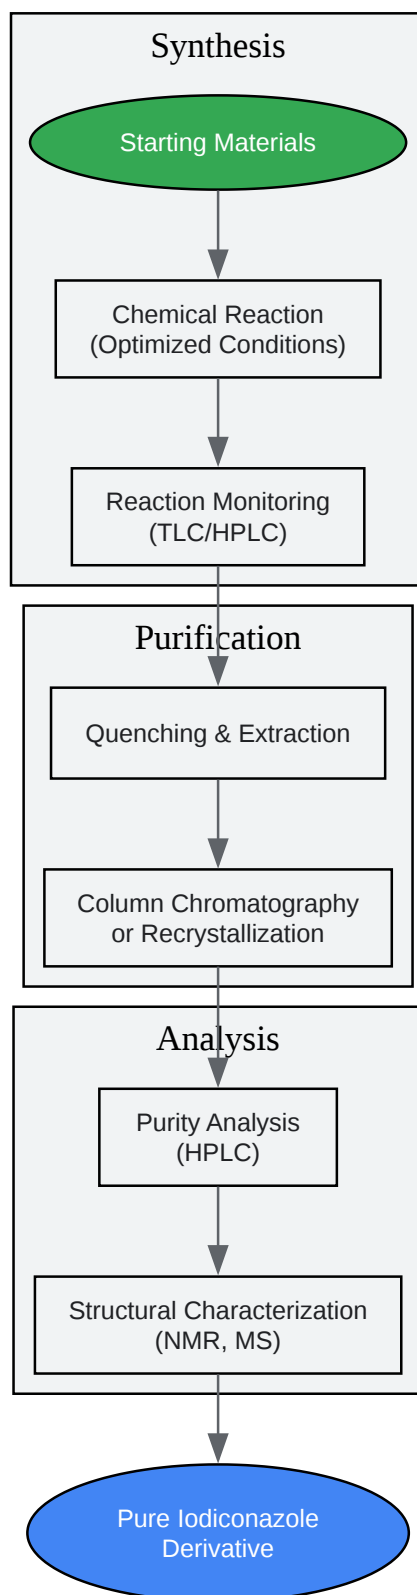 Synthesis
Starting Materials
Chemical Reaction
(Optimized Conditions)
Reaction Monitoring
(TLC/HPLC)
Purification
Quenching & Extraction
Column Chromatography
or Recrystallization
Analysis
Purity Analysis
(HPLC)
Structural Characterization
(NMR, MS)
Pure Iodiconazole
Derivative